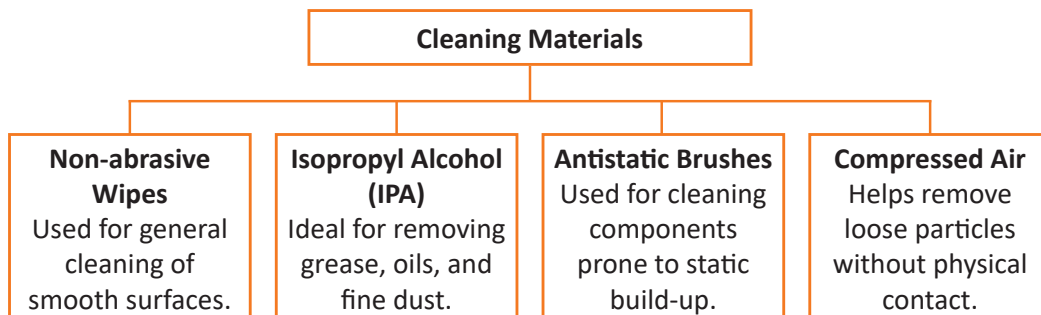 Cleaning Materials
Non-abrasive
Wipes
Used for general
cleaning of
smooth surfaces.
Isopropyl Alcohol
(IPA)
Ideal for removing
grease, oils, and
fine dust.
Antistatic Brushes
Used for cleaning
components
prone to static
build-up.
Compressed Air
Helps remove
loose particles
without physical
contact.